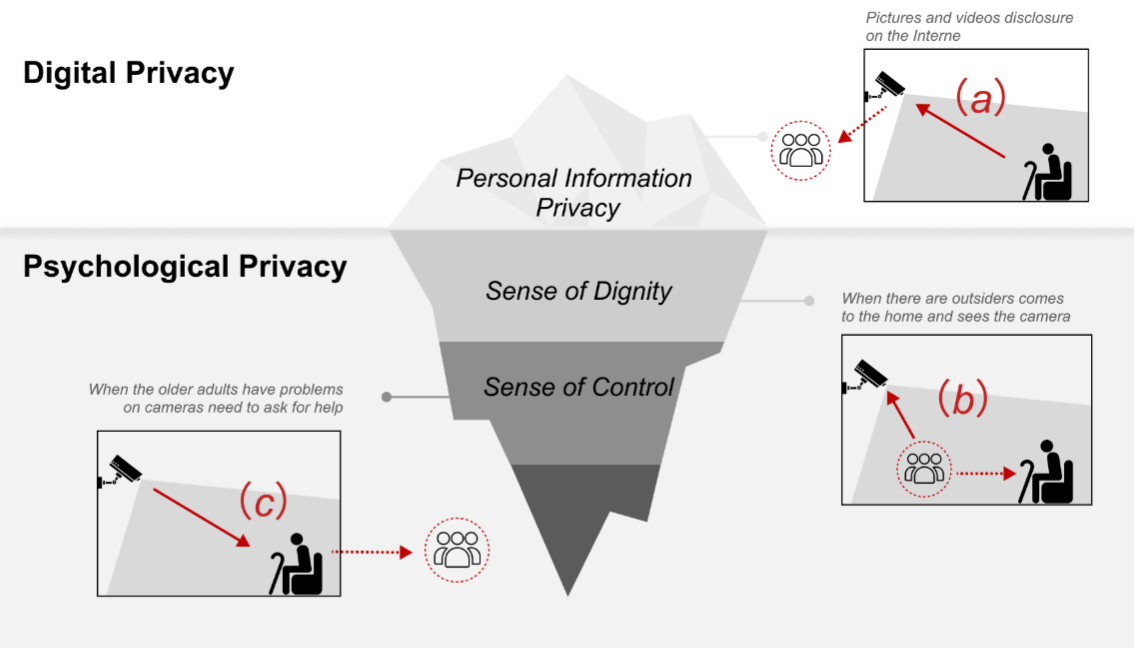 Pictures and videos disclosure
on the Interne
Digital Privacy
(a)
Personal Information
Privacy
Psychological Privacy
Sense of Dignity
When there are outsiders comes
to the home and sees the camera
(b)
Sense of Control
When the older adults have problems
on cameras need to ask for help
(c)